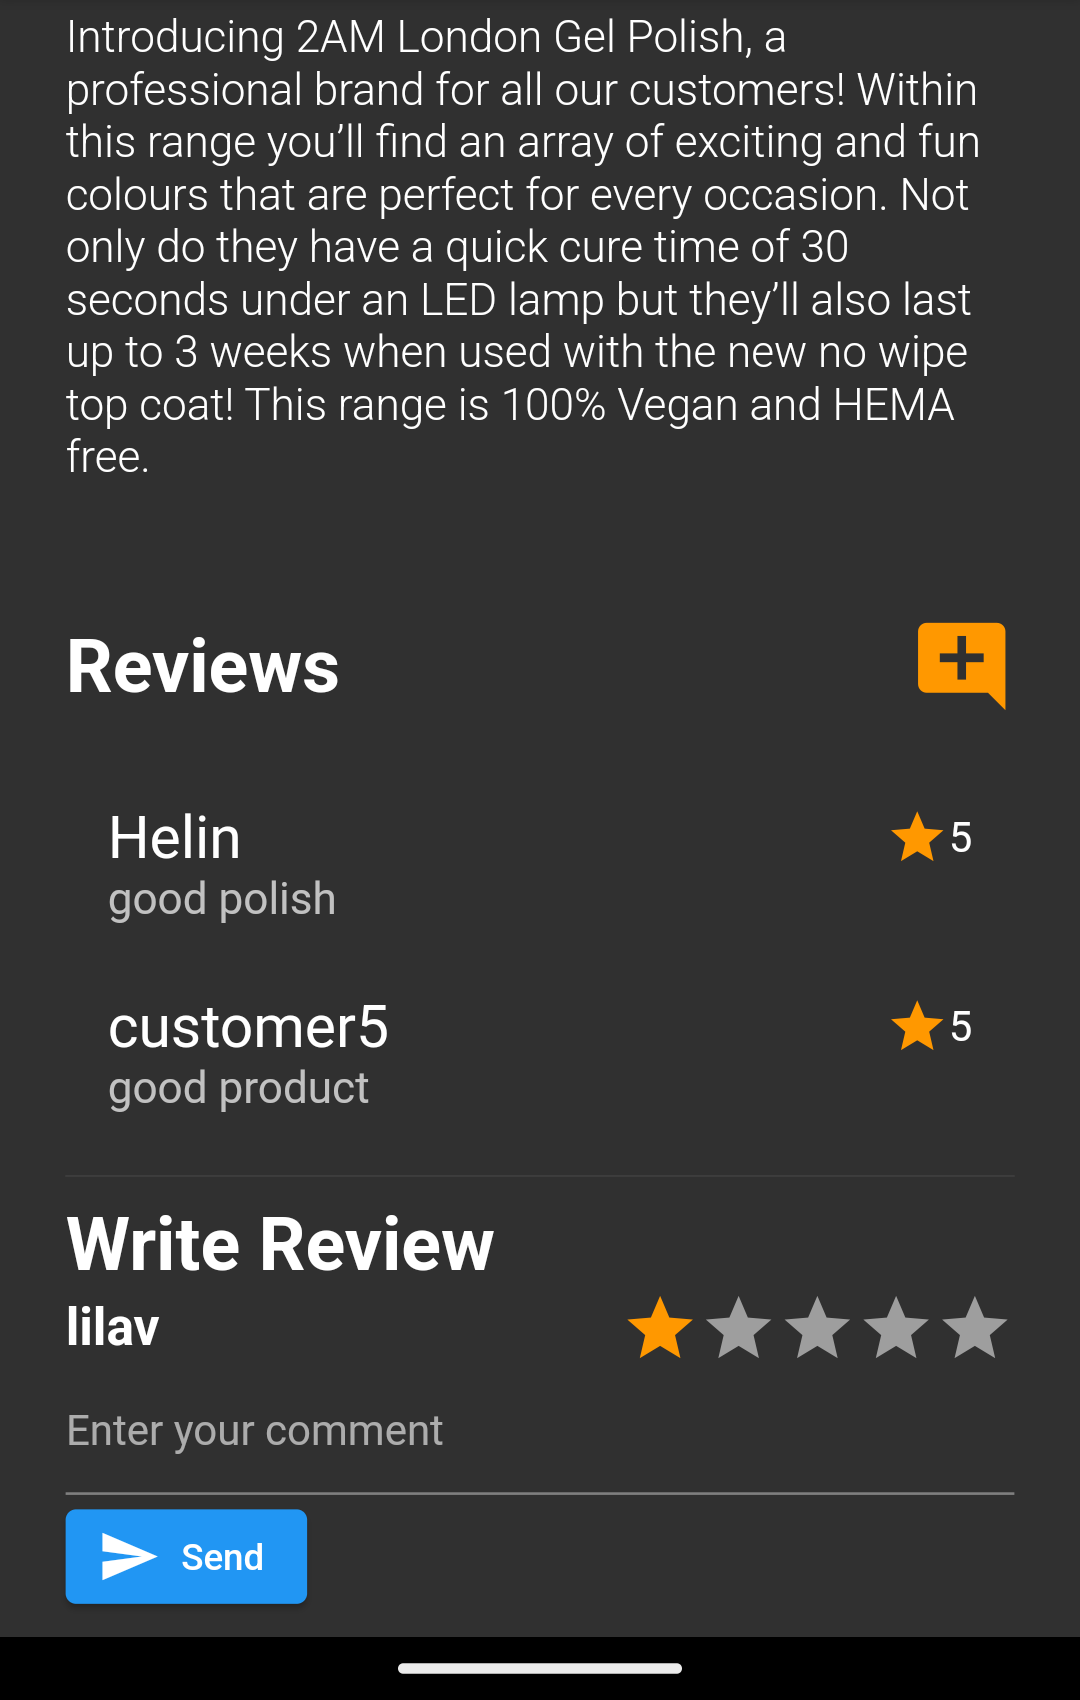 Introducing 2AM London Gel Polish, a
professional brand for all our customers! Within
this range you’ll find an array of exciting and fun
colours that are perfect for every occasion. Not
only do they have a quick cure time of 30
seconds under an LED lamp but they’ll also last
up to 3 weeks when used with the new no wipe
top coat! This range is 100% Vegan and HEMA
free.
Reviews
Helin 5
good polish
customer5 5
good product
Write Review
lilav
Enter your comment
Send